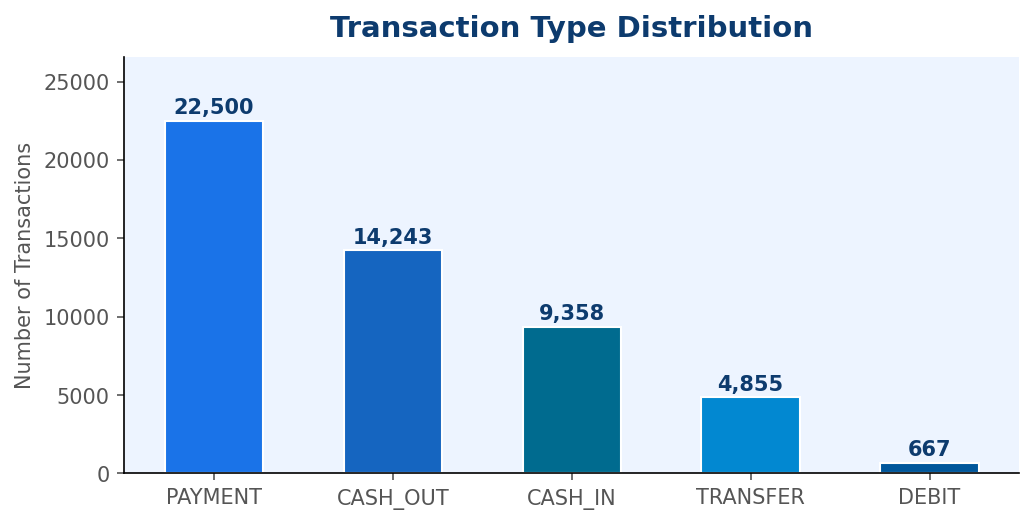 Transaction Type Distribution
Number of Transactions
25000
20000
15000
10000
5000
0
22,500
14,243
9,358
4,855
667
PAYMENT
CASH_OUT
CASH_IN
TRANSFER
DEBIT